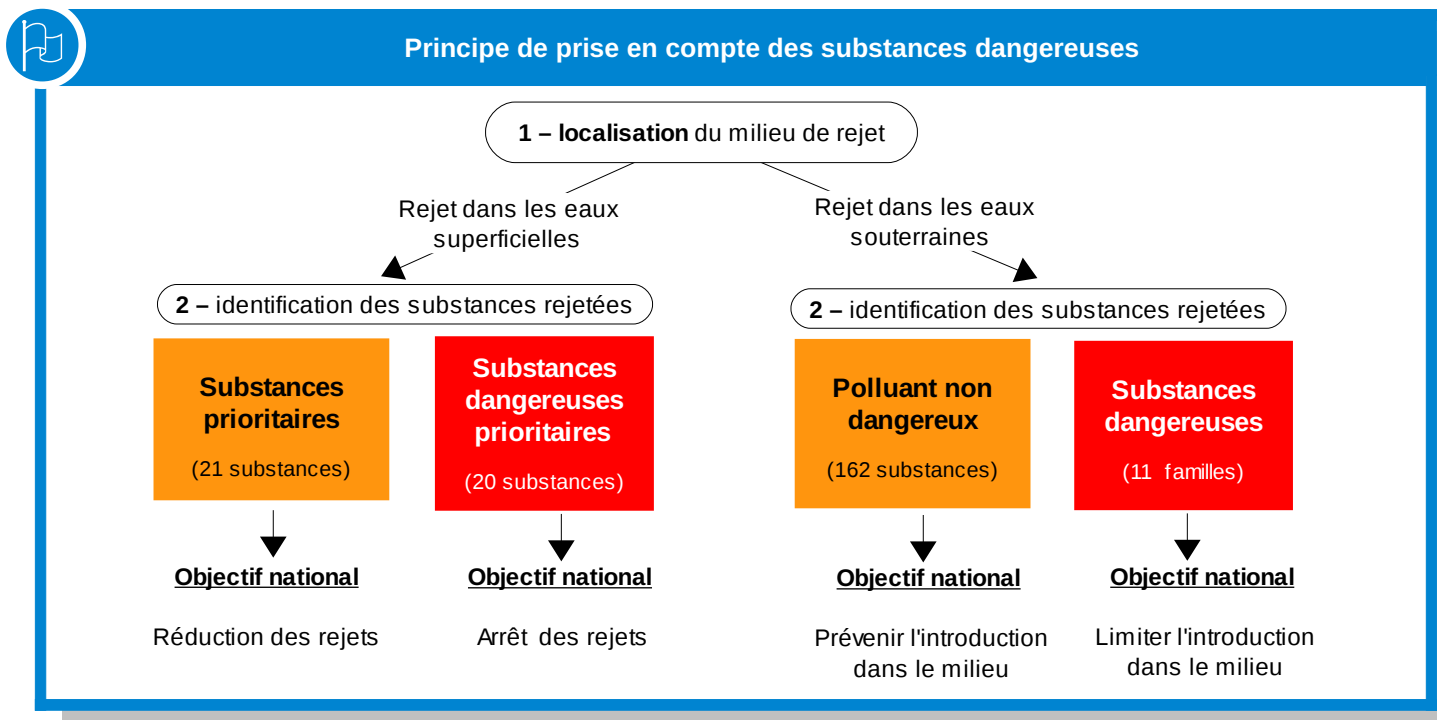 Principe de prise en compte des substances dangereuses
1 – localisation du milieu de rejet
Rejet dans les eaux
superficielles
Rejet dans les eaux
souterraines
2 – identification des substances rejetées
2 – identification des substances rejetées
Substances
prioritaires
(21 substances)
Substances
dangereuses
prioritaires
(20 substances)
Polluant non
dangereux
(162 substances)
Substances
dangereuses
(11 familles)
Objectif national
Réduction des rejets
Objectif national
Arrêt des rejets
Objectif national
Prévenir l'introduction
dans le milieu
Objectif national
Limiter l'introduction
dans le milieu